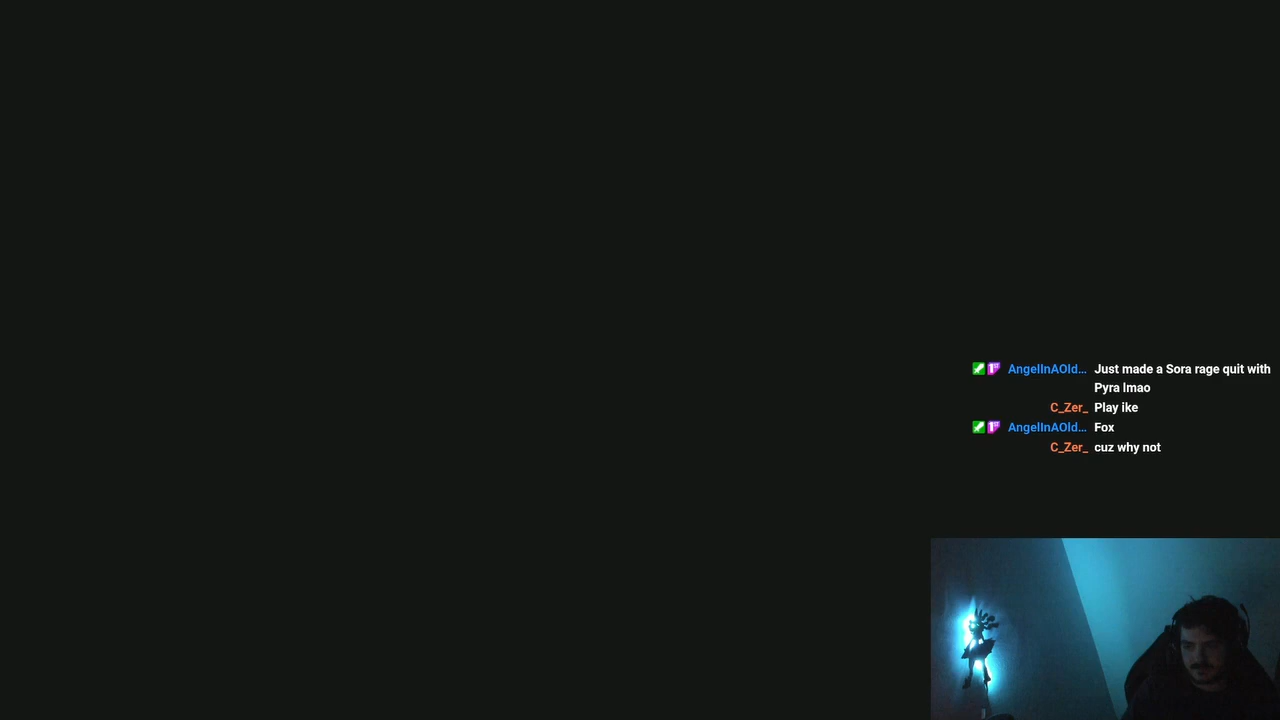 AngelInAOld... Just made a Sora rage quit with
Pyra lmao
C_Zer_ Play ike
AngelInAOld... Fox
C_Zer_ cuz why not